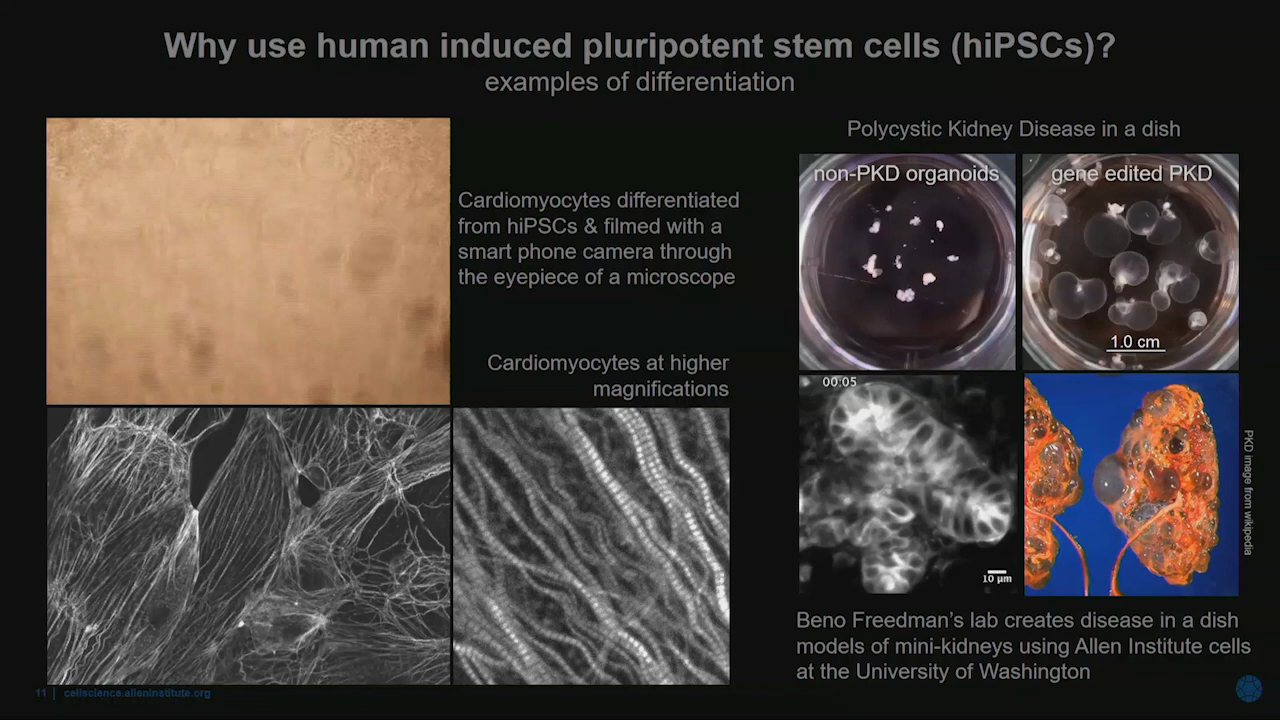 Why use human induced pluripotent stem cells (hiPSCs)?
examples of differentiation
Cardiomyocytes differentiated
from hiPSCs & filmed with a
smart phone camera through
the eyepiece of a microscope
Cardiomyocytes at higher
magnifications
Polycystic Kidney Disease in a dish
non-PKD organoids
gene edited PKD
1.0 cm
00:05
10 µm
PKD image from wikipedia
Beno Freedman's lab creates disease in a dish
models of mini-kidneys using Allen Institute cells
at the University of Washington
11 | cellscience.alleninstitute.org